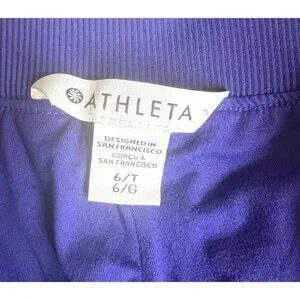 ATHLETA
DESIGNED IN
SAN FRANCISCO
CONÇU À
SAN FRANCISCO
6/T
6/G